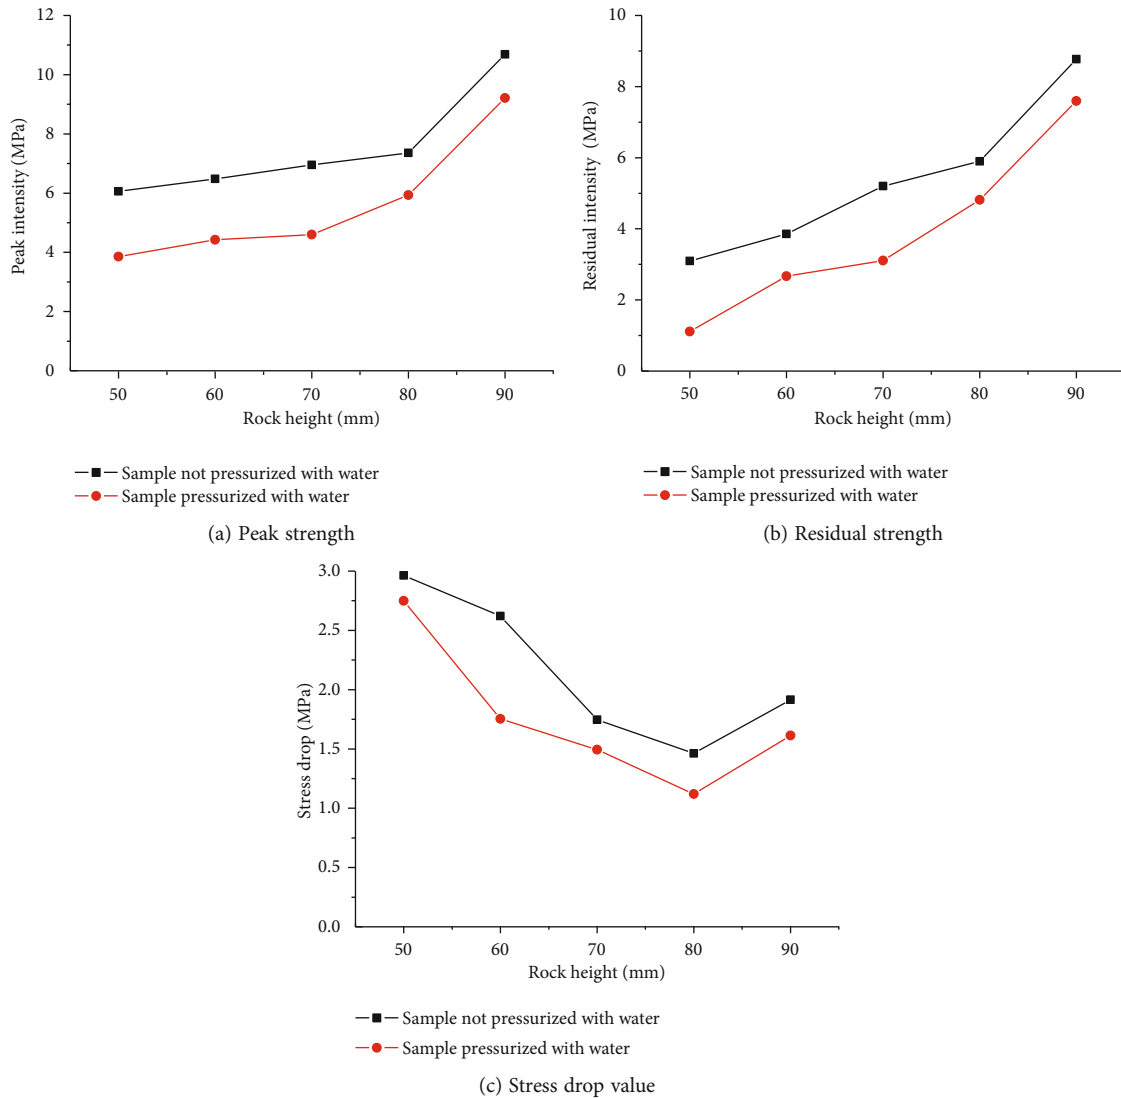 12
10
8
6
4
2
0
Peak intensity (MPa)
50 60 70 80 90
Rock height (mm)
Sample not pressurized with water
Sample pressurized with water
(a) Peak strength
10
8
6
4
2
0
Residual intensity (MPa)
50 60 70 80 90
Rock height (mm)
Sample not pressurized with water
Sample pressurized with water
(b) Residual strength
3.0
2.5
2.0
1.5
1.0
0.5
0.0
Stress drop (MPa)
50 60 70 80 90
Rock height (mm)
Sample not pressurized with water
Sample pressurized with water
(c) Stress drop value